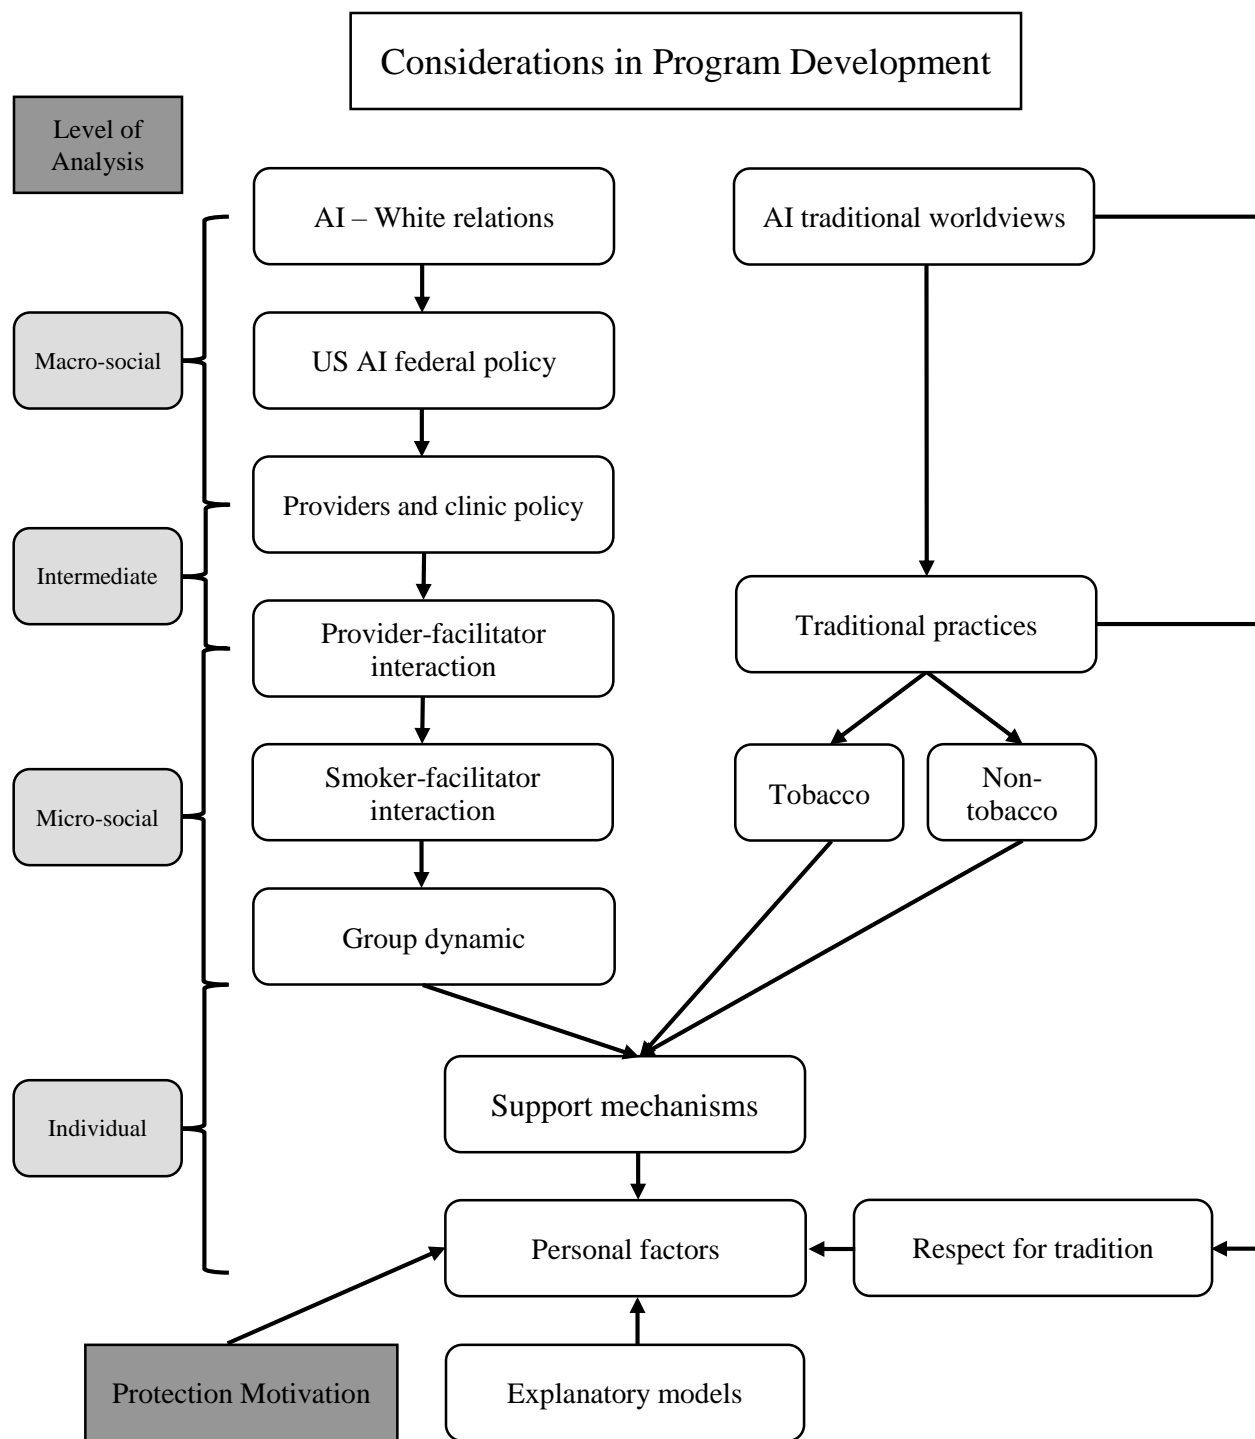 Considerations in Program Development
Level of
Analysis
AI – White relations
AI traditional worldviews
Macro-social
US AI federal policy
Providers and clinic policy
Intermediate
Provider-facilitator
interaction
Traditional practices
Smoker-facilitator
interaction
Tobacco
Non-
tobacco
Micro-social
Group dynamic
Support mechanisms
Individual
Personal factors
Respect for tradition
Protection Motivation
Explanatory models